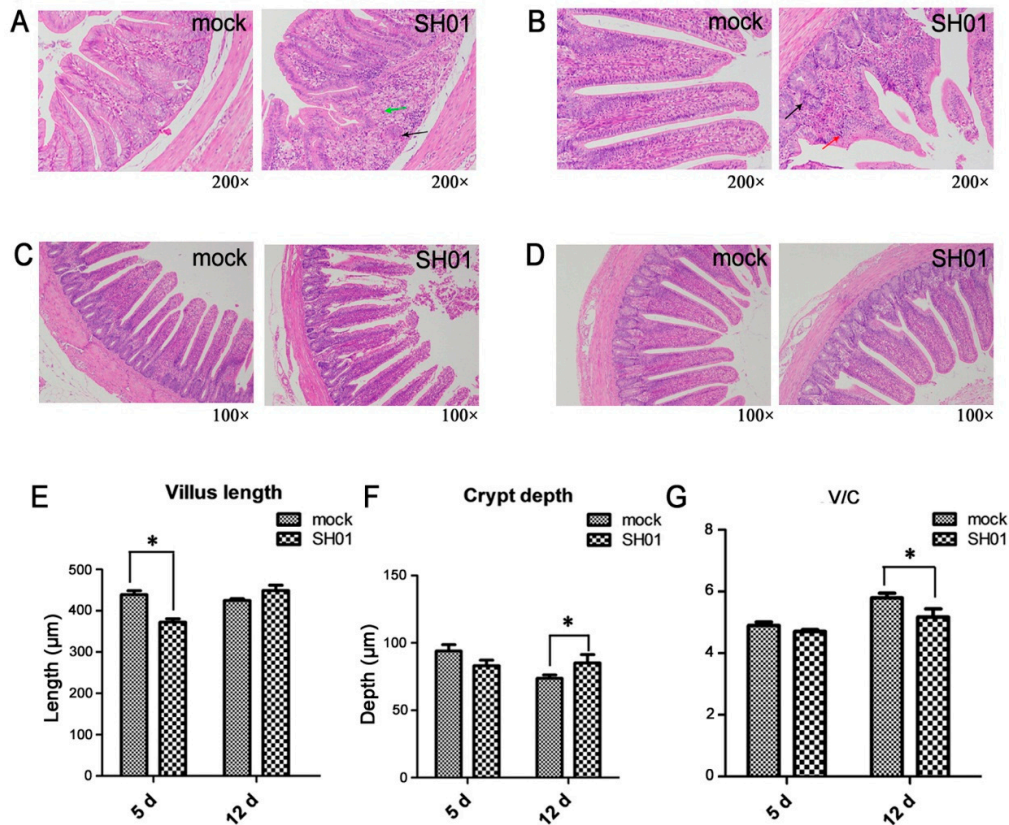 A mock SH01
200× 200×
B mock SH01
200× 200×
C mock SH01
100× 100×
D mock SH01
100× 100×
E Villus length
mock
SH01
*
Length (μm)
500
400
300
200
100
0
5 d 12 d
F Crypt depth
mock
SH01
*
Depth (μm)
150
100
50
0
5 d 12 d
G V/C
mock
SH01
*
8
6
4
2
0
5 d 12 d